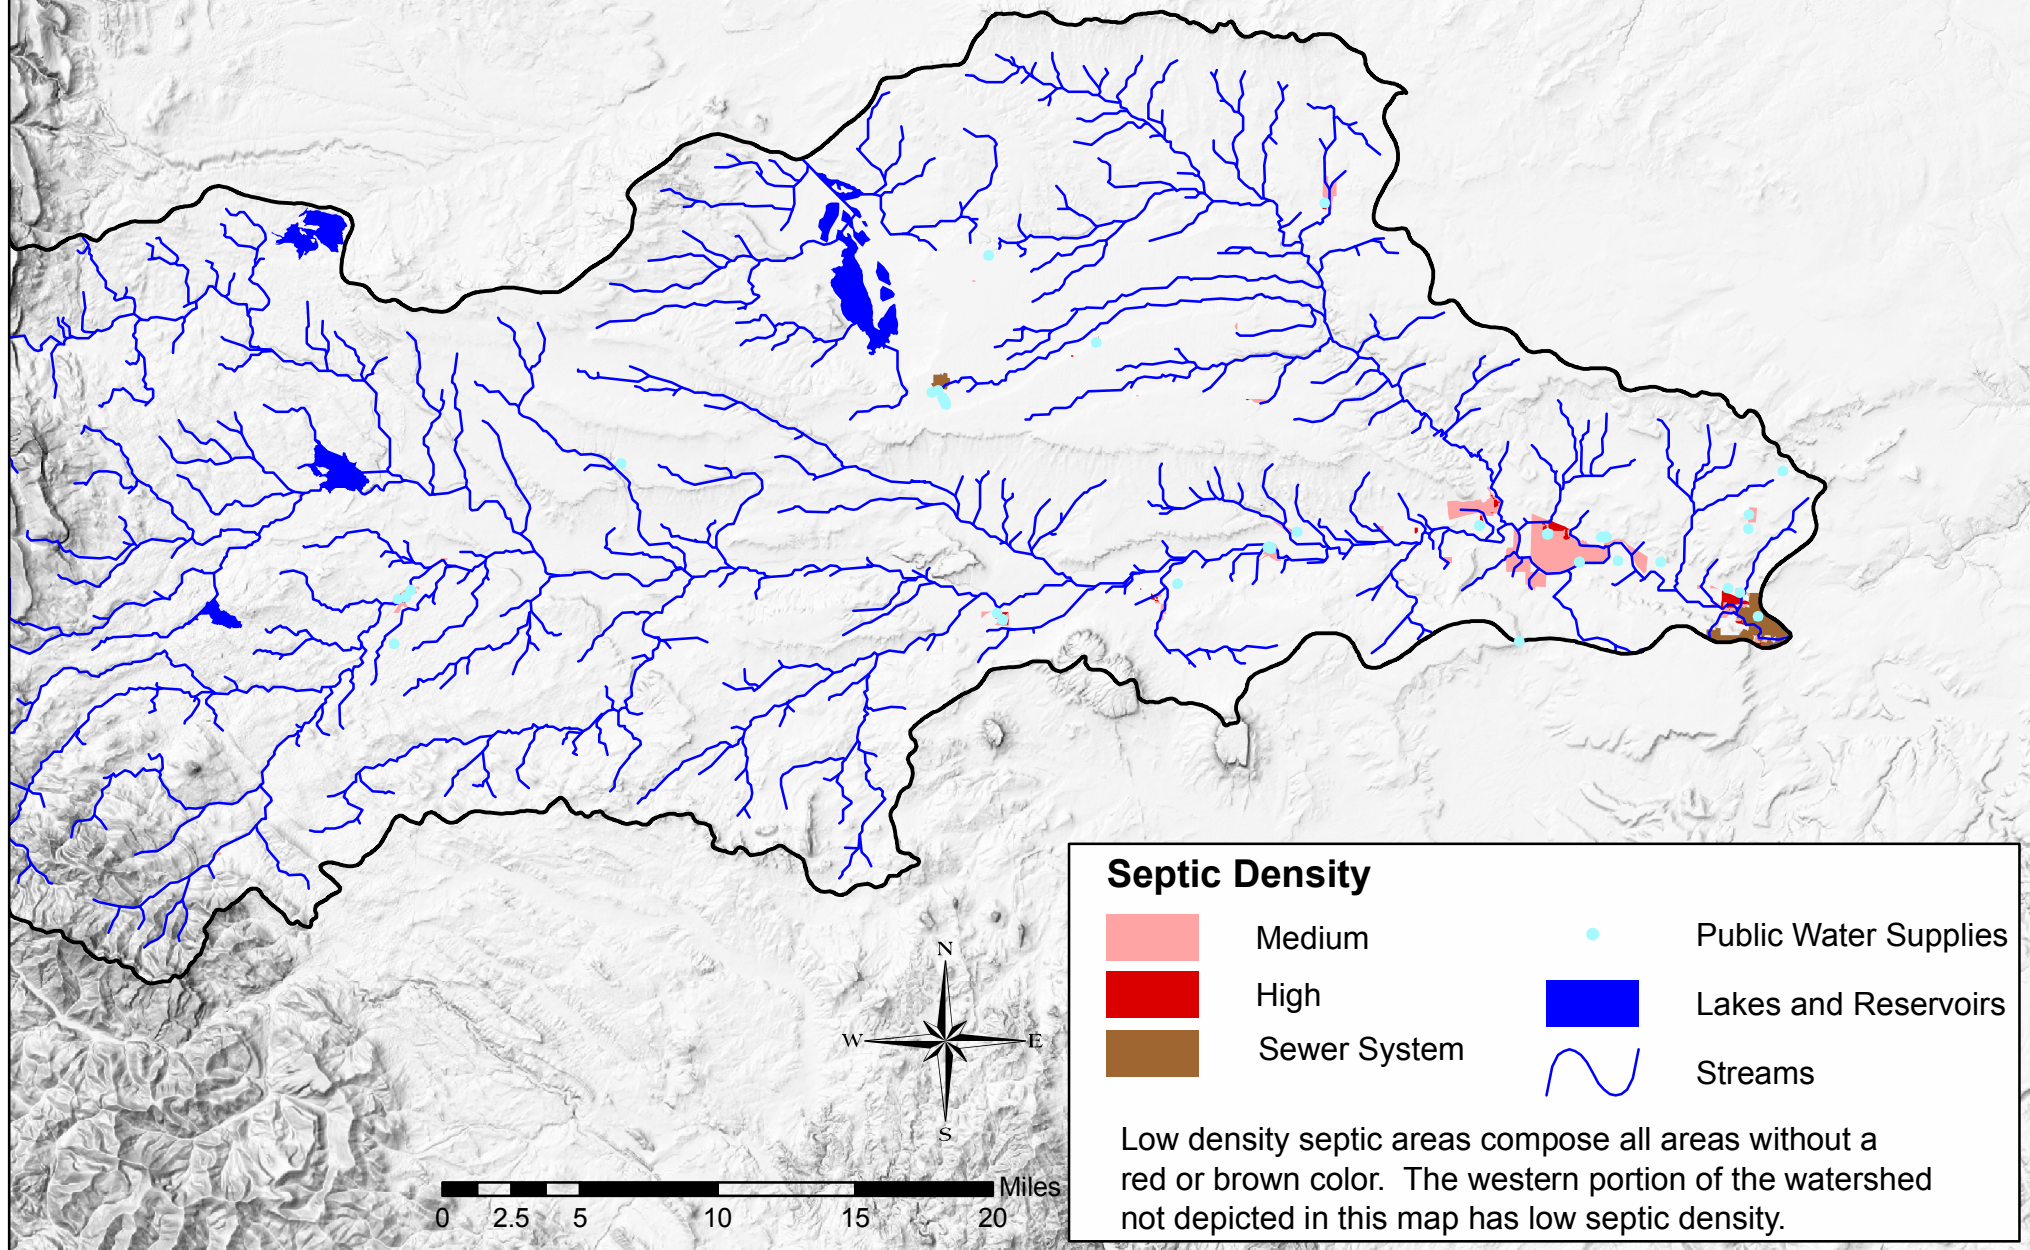 Septic Density
Medium
High
Sewer System
Public Water Supplies
Lakes and Reservoirs
Streams
Low density septic areas compose all areas without a
red or brown color. The western portion of the watershed
not depicted in this map has low septic density.
N
W E
S
Miles
0 2.5 5 10 15 20